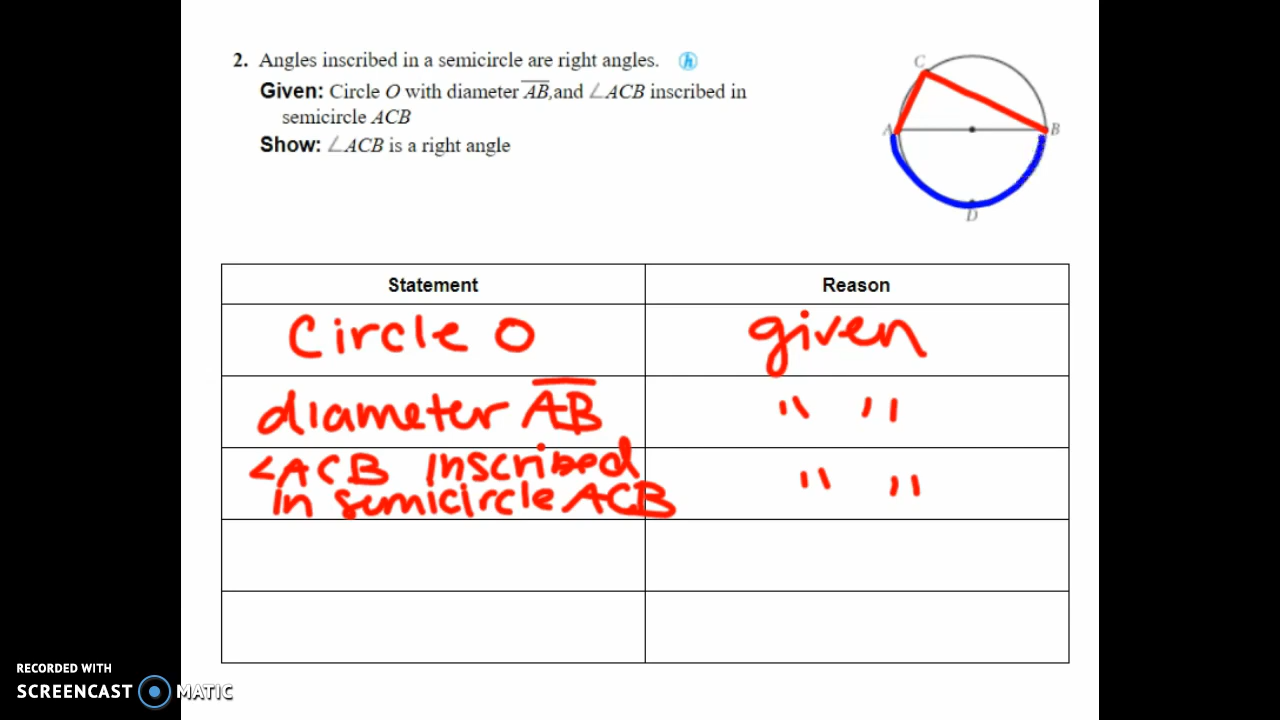 2. Angles inscribed in a semicircle are right angles. h
Given: Circle O with diameter AB, and ∠ACB inscribed in
semicircle ACB
Show: ∠ACB is a right angle
C
A
B
D
Statement
Reason
Circle O
given
diameter AB
" "
∠ACB inscribed
in semicircle ACB
" "
RECORDED WITH
SCREENCAST MATIC